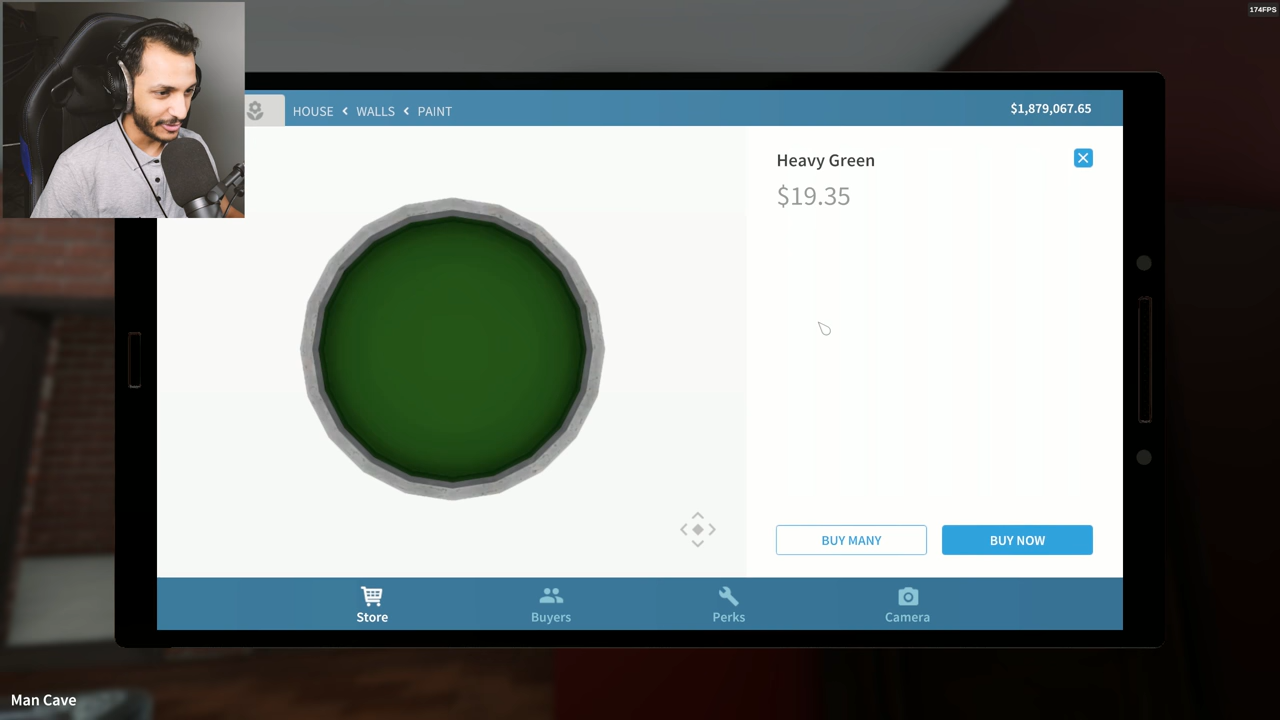 174FPS
HOUSE < WALLS < PAINT
$1,879,067.65
Heavy Green
$19.35
BUY MANY
BUY NOW
Store
Buyers
Perks
Camera
Man Cave